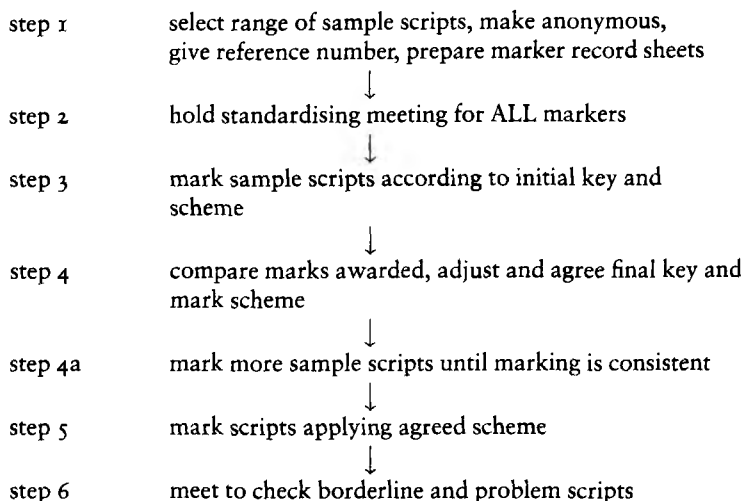 step 1 select range of sample scripts, make anonymous,
give reference number, prepare marker record sheets
↓
step 2 hold standardising meeting for ALL markers
↓
step 3 mark sample scripts according to initial key and
scheme
↓
step 4 compare marks awarded, adjust and agree final key and
mark scheme
↓
step 4a mark more sample scripts until marking is consistent
↓
step 5 mark scripts applying agreed scheme
↓
step 6 meet to check borderline and problem scripts